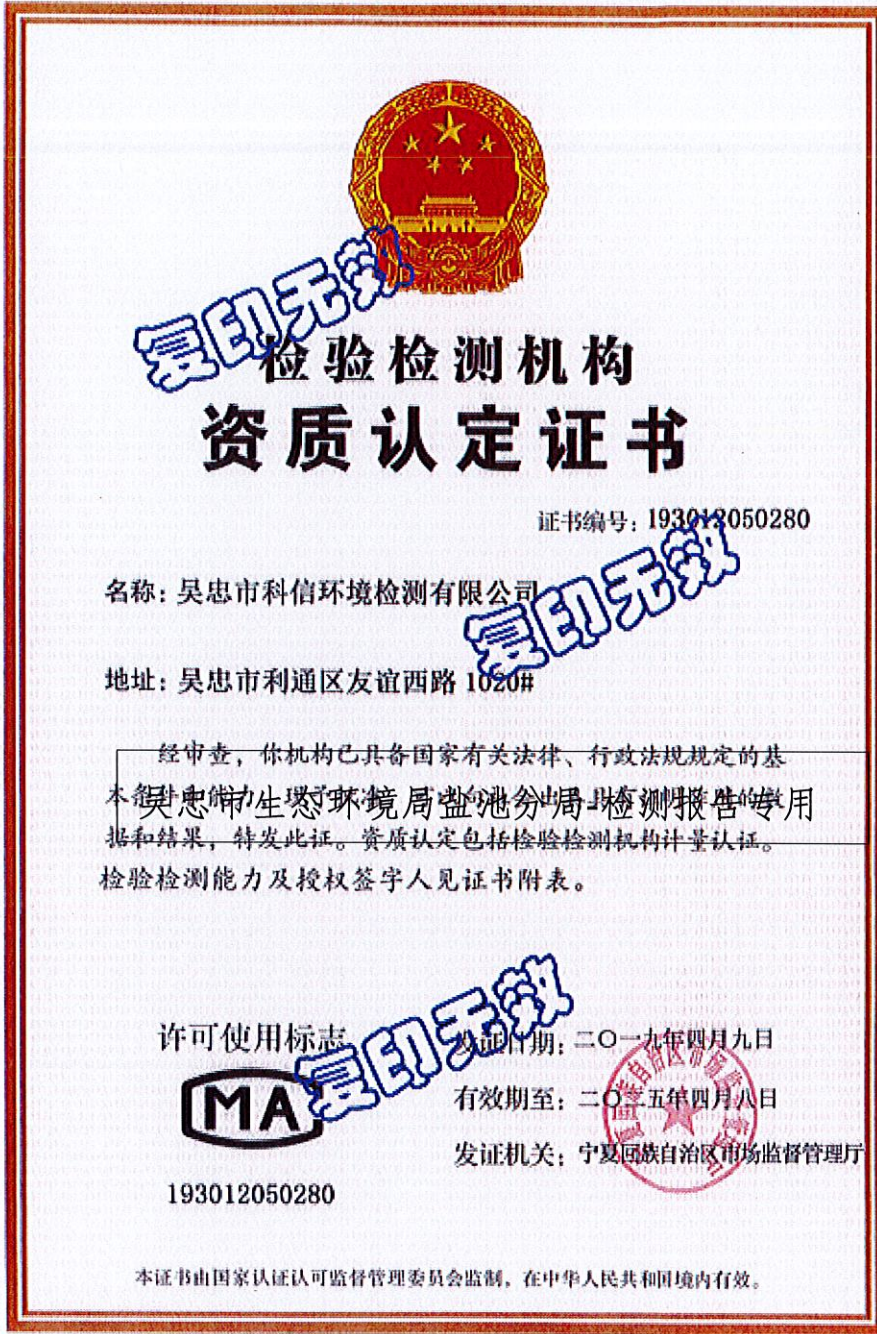 复印无效
检验检测机构
资质认定证书
证书编号：193012050280
名称：吴忠市科信环境检测有限公司
复印无效
地址：吴忠市利通区友谊西路 1020#
经审查，你机构已具备国家有关法律、行政法规规定的基
吴忠市生态环境局盐池分局-检测报告专用
据和结果，特发此证。资质认定包括检验检测机构计量认证。
检验检测能力及授权签字人见证书附表。
复印无效
许可使用标志
发证日期：二〇一九年四月九日
MA
有效期至：二〇二五年四月八日
发证机关：宁夏回族自治区市场监督管理厅
193012050280
本证书由国家认证认可监督管理委员会监制，在中华人民共和国境内有效。